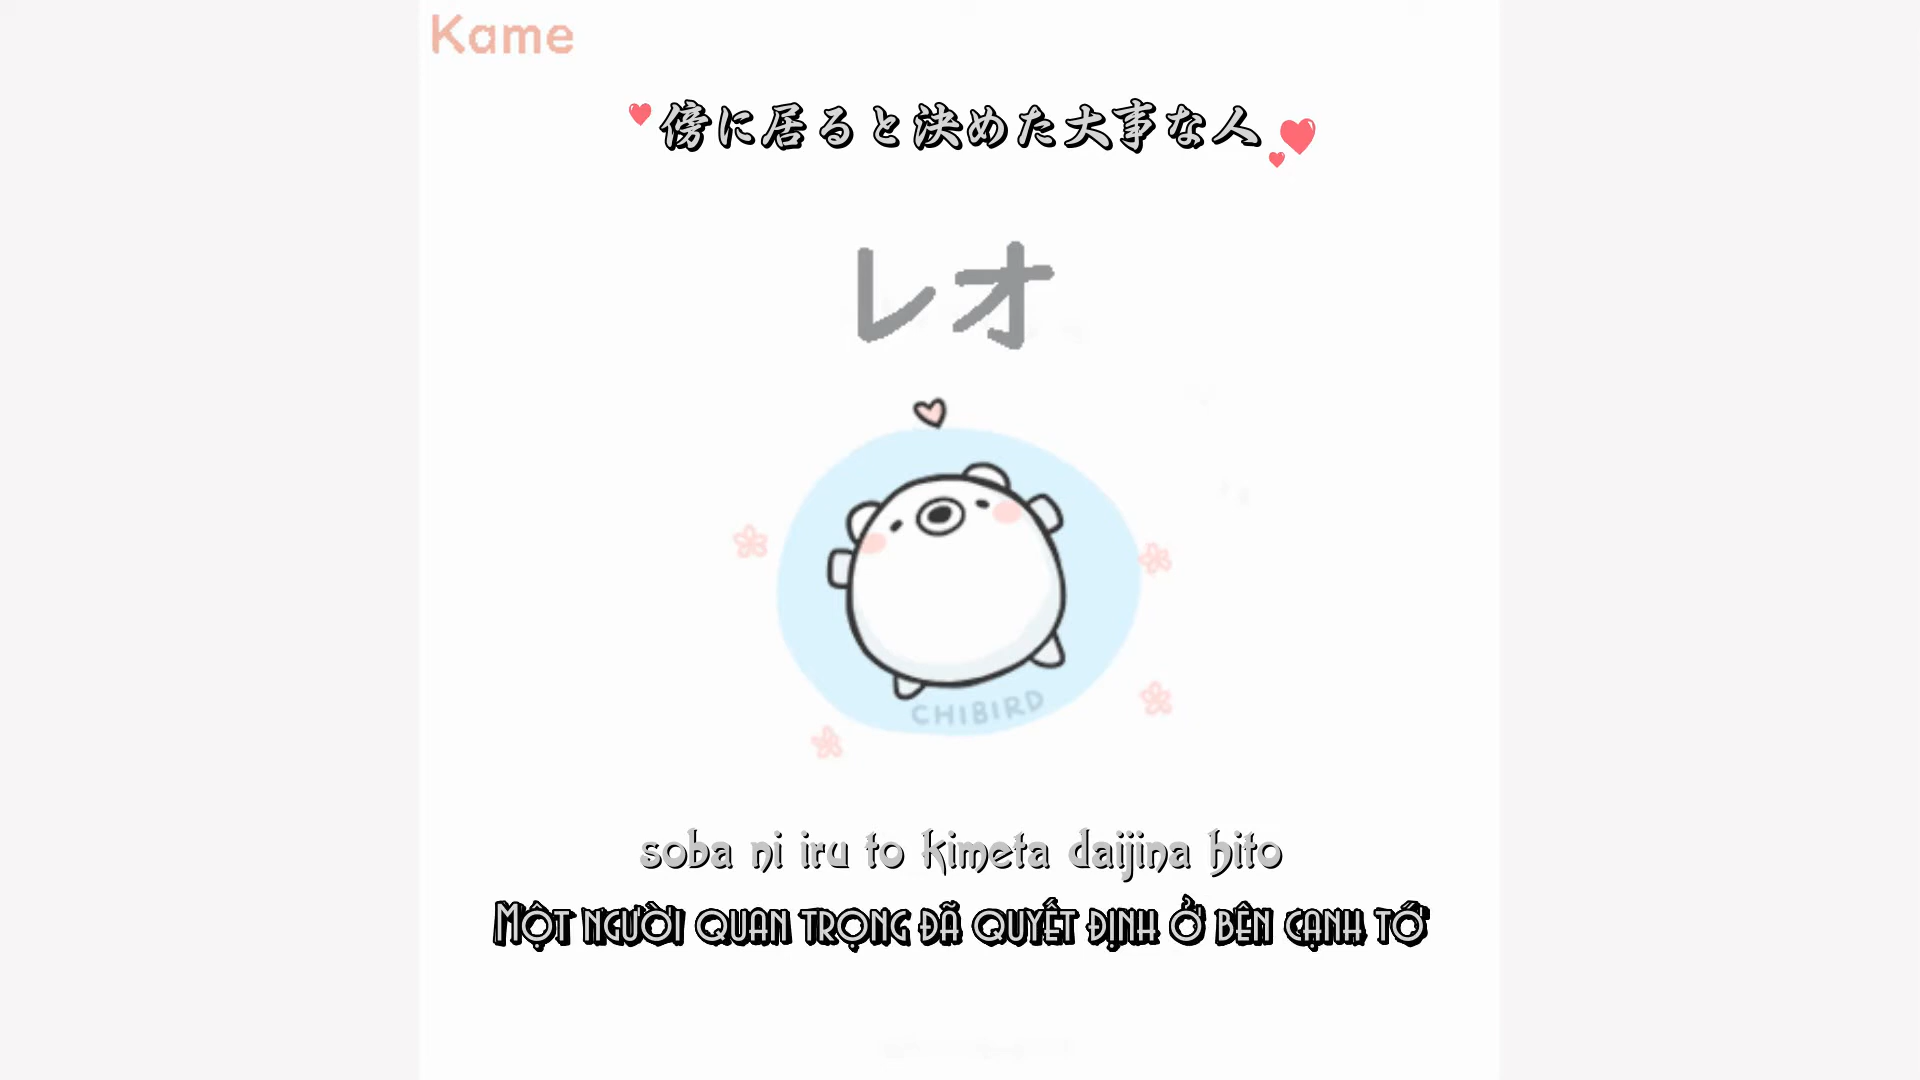 Kame
傍に居ると決めた大事な人
レオ
CHIBIRD
soba ni iru to kimeta daijina hito
Một người quan trọng đã quyết định ở bên cạnh tớ